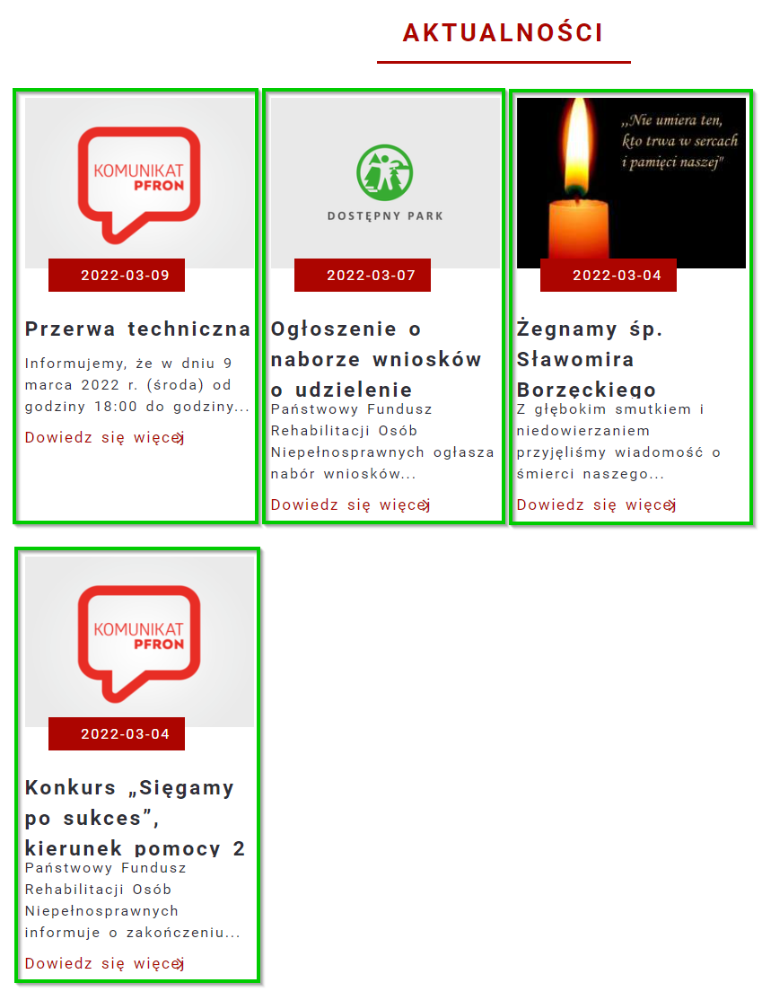 AKTUALNOŚCI
KOMUNIKAT
PFRON
2022-03-09
Przerwa techniczna
Informujemy, że w dniu 9
marca 2022 r. (środa) od
godziny 18:00 do godziny...
Dowiedz się więcej
DOSTĘPNY PARK
2022-03-07
Ogłoszenie o
naborze wniosków
o udzielenie
Państwowy Fundusz
Rehabilitacji Osób
Niepełnosprawnych ogłasza
nabór wniosków...
Dowiedz się więcej
,,Nie umiera ten,
kto trwa w sercach
i pamięci naszej"
2022-03-04
Żegnamy śp.
Sławomira
Borzęckiego
Z głębokim smutkiem i
niedowierzaniem
przyjęliśmy wiadomość o
śmierci naszego...
Dowiedz się więcej
KOMUNIKAT
PFRON
2022-03-04
Konkurs „Sięgamy
po sukces”,
kierunek pomocy 2
Państwowy Fundusz
Rehabilitacji Osób
Niepełnosprawnych
informuje o zakończeniu...
Dowiedz się więcej